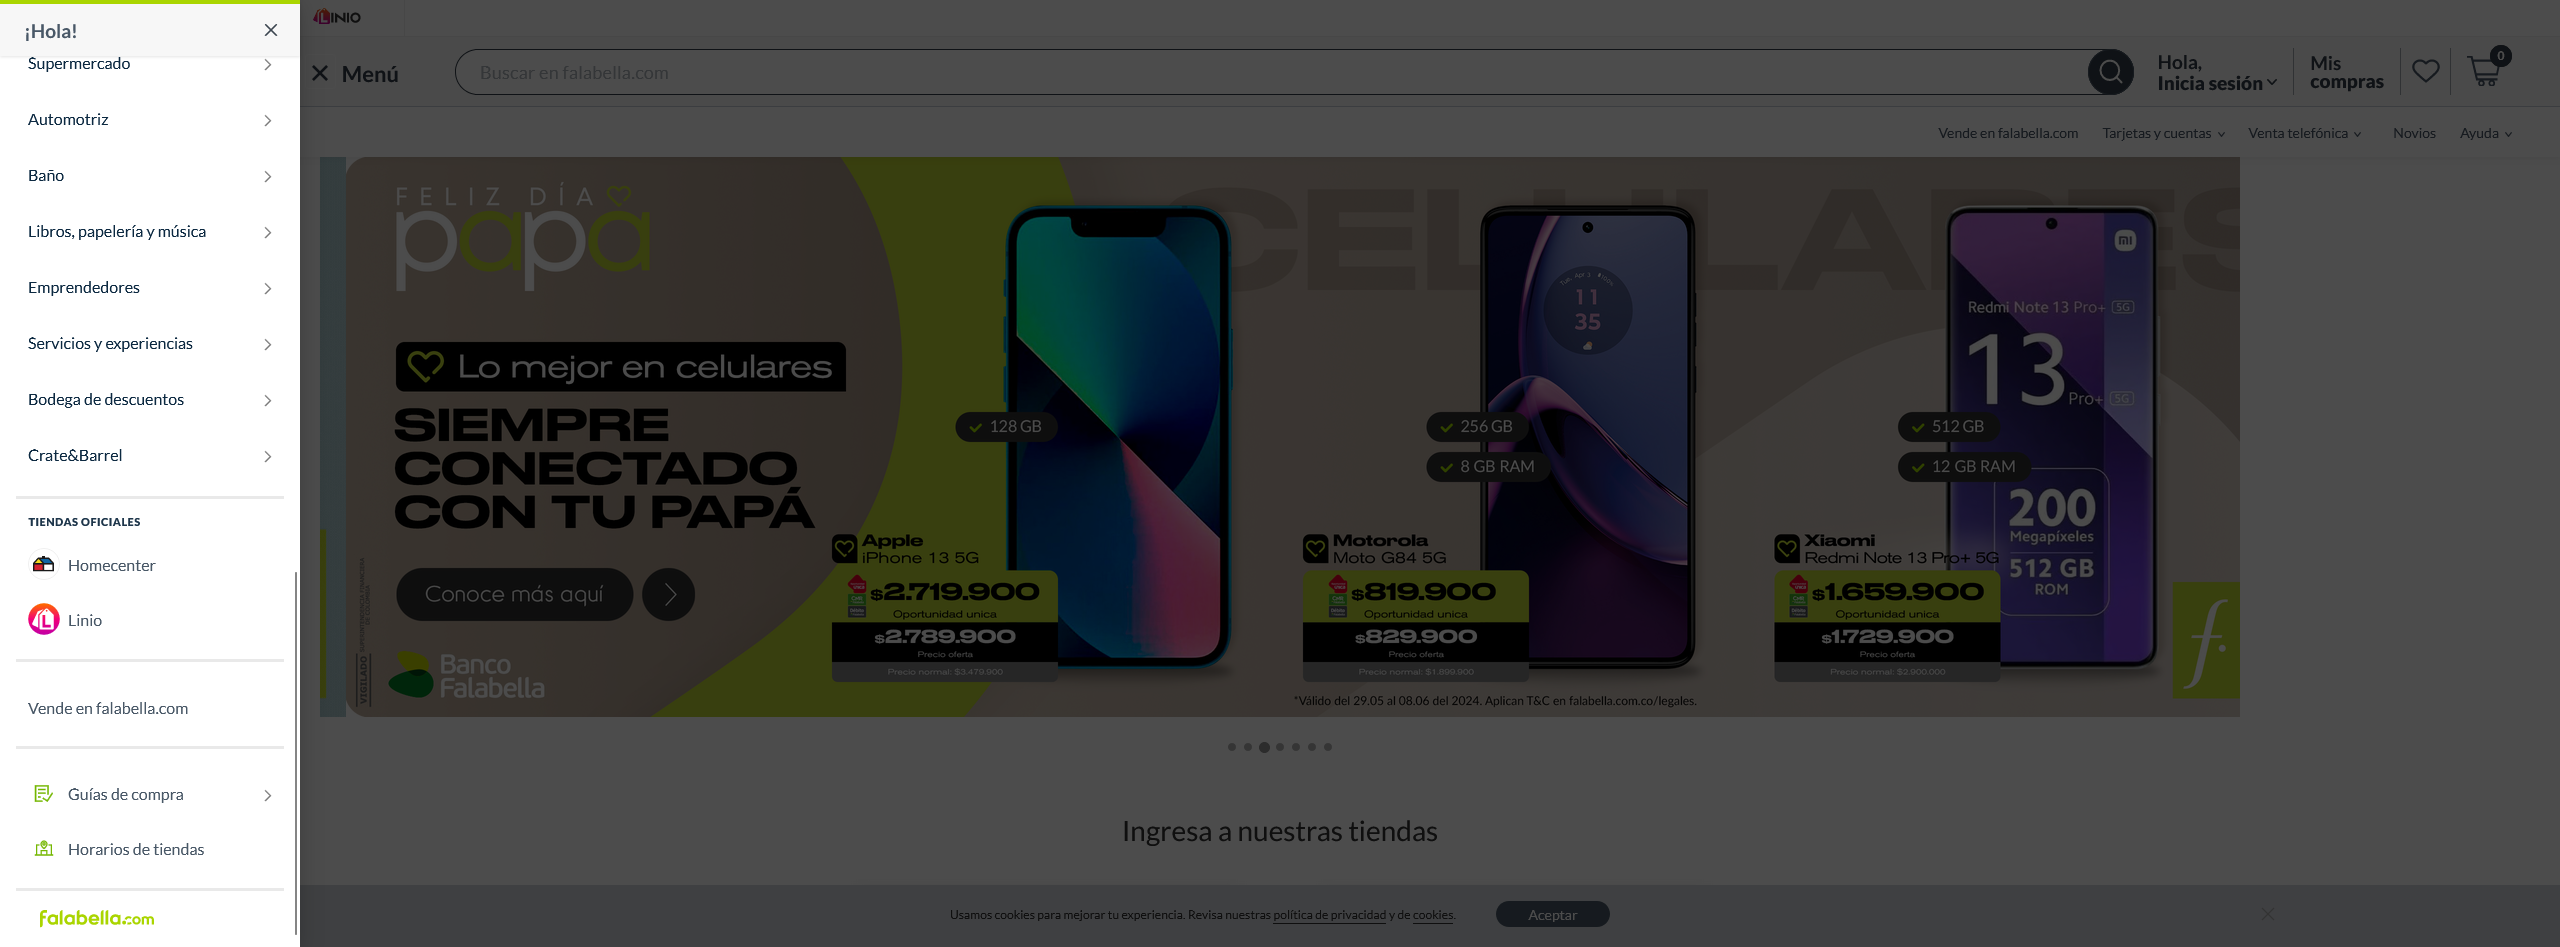 ¡Hola!
Supermercado
Automotriz
Baño
Libros, papelería y música
Emprendedores
Servicios y experiencias
Bodega de descuentos
Crate&Barrel
TIENDAS OFICIALES
Homecenter
Linio
Vende en falabella.com
Guías de compra
Horarios de tiendas
falabella.com
LINIO
Menú
Buscar en falabella.com
Hola,
Inicia sesión
Mis
compras
0
Vende en falabella.com
Tarjetas y cuentas
Venta telefónica
Novios
Ayuda
CELULARES
FELIZ DÍA
papá
Lo mejor en celulares
SIEMPRE
CONECTADO
CON TU PAPÁ
Conoce más aquí
VIGILADO
Banco
Falabella
128 GB
Apple
iPhone 13 5G
$2.719.900
Oportunidad unica
$2.789.900
Precio oferta
Precio normal: $3.479.900
11
35
256 GB
8 GB RAM
Motorola
Moto G84 5G
$819.900
Oportunidad unica
$829.900
Precio oferta
Precio normal: $1.699.900
Redmi Note 13 Pro+ 5G
13
Pro+ 5G
512 GB
12 GB RAM
200
Megapíxeles
512 GB
ROM
Xiaomi
Redmi Note 13 Pro+ 5G
$1.659.900
Oportunidad unica
$1.729.900
Precio oferta
Precio normal: $2.900.000
f.
*Válido del 29.05 al 08.06 del 2024. Aplican T&C en falabella.com.co/legales.
Ingresa a nuestras tiendas
Usamos cookies para mejorar tu experiencia. Revisa nuestras política de privacidad y de cookies.
Aceptar